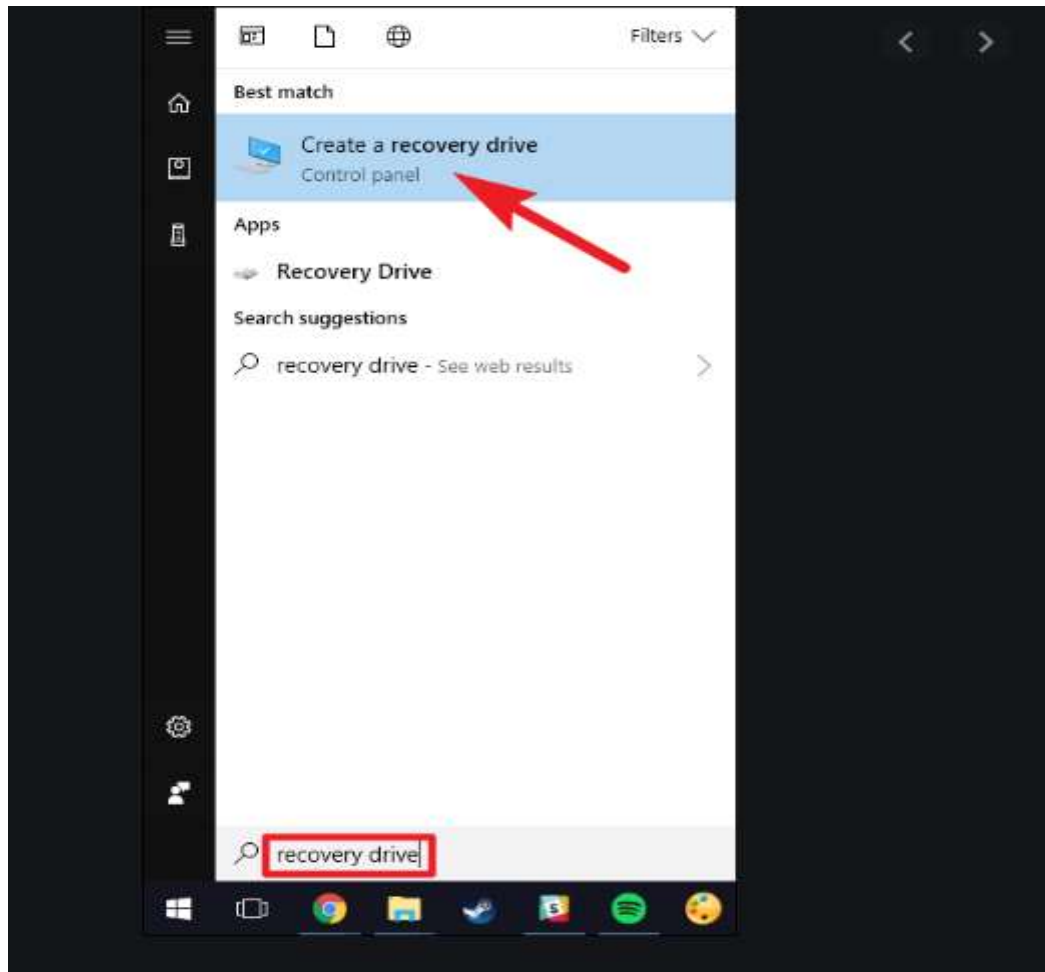 Filters
Best match
Create a recovery drive
Control panel
Apps
Recovery Drive
Search suggestions
recovery drive - See web results
recovery drive